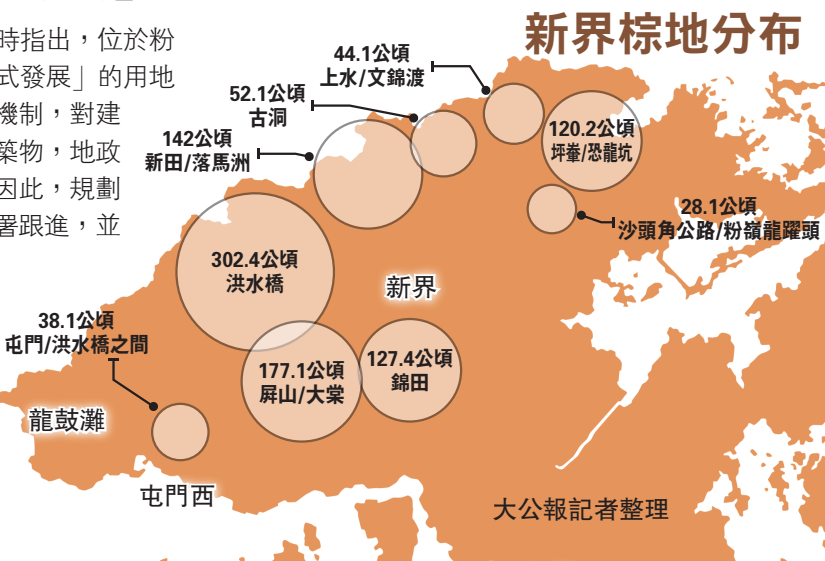 時指出，位於粉
式發展」的用地
機制，對建
築物，地政
因此，規劃
署跟進，並
新界棕地分布
44.1公頃
上水/文錦渡
52.1公頃
古洞
142公頃
新田/落馬洲
120.2公頃
坪輋/恐龍坑
28.1公頃
沙頭角公路/粉嶺龍躍頭
302.4公頃
洪水橋
新界
38.1公頃
屯門/洪水橋之間
177.1公頃
屏山/大棠
127.4公頃
錦田
龍鼓灘
屯門西
大公報記者整理